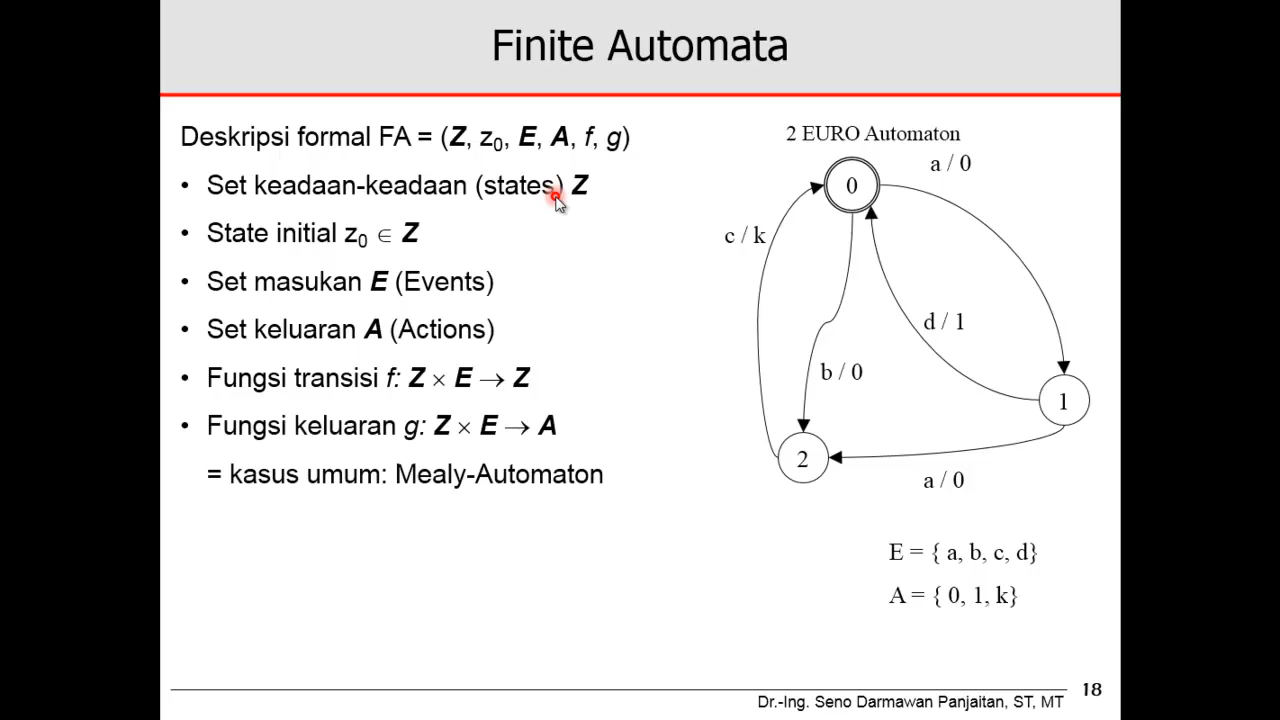 Finite Automata
Deskripsi formal FA = (Z, z₀, E, A, f, g)
• Set keadaan-keadaan (states) Z
• State initial z₀ ∈ Z
• Set masukan E (Events)
• Set keluaran A (Actions)
• Fungsi transisi f: Z × E → Z
• Fungsi keluaran g: Z × E → A
= kasus umum: Mealy-Automaton
2 EURO Automaton
a / 0
0
c / k
d / 1
b / 0
1
2
a / 0
E = { a, b, c, d}
A = { 0, 1, k}
18
Dr.-Ing. Seno Darmawan Panjaitan, ST, MT